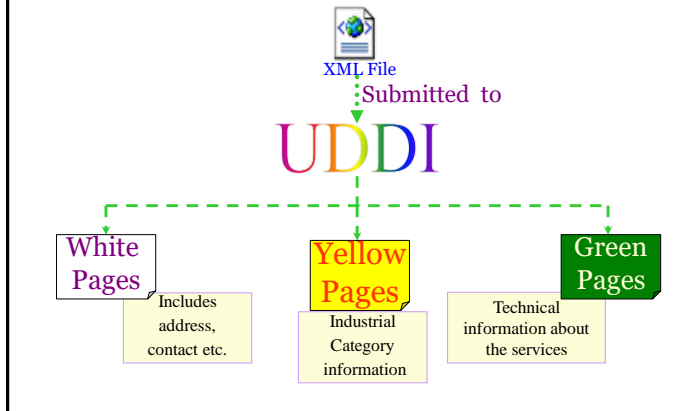 XML File
Submitted to
UDDI
White
Pages
Includes
address,
contact etc.
Yellow
Pages
Industrial
Category
information
Green
Pages
Technical
information about
the services